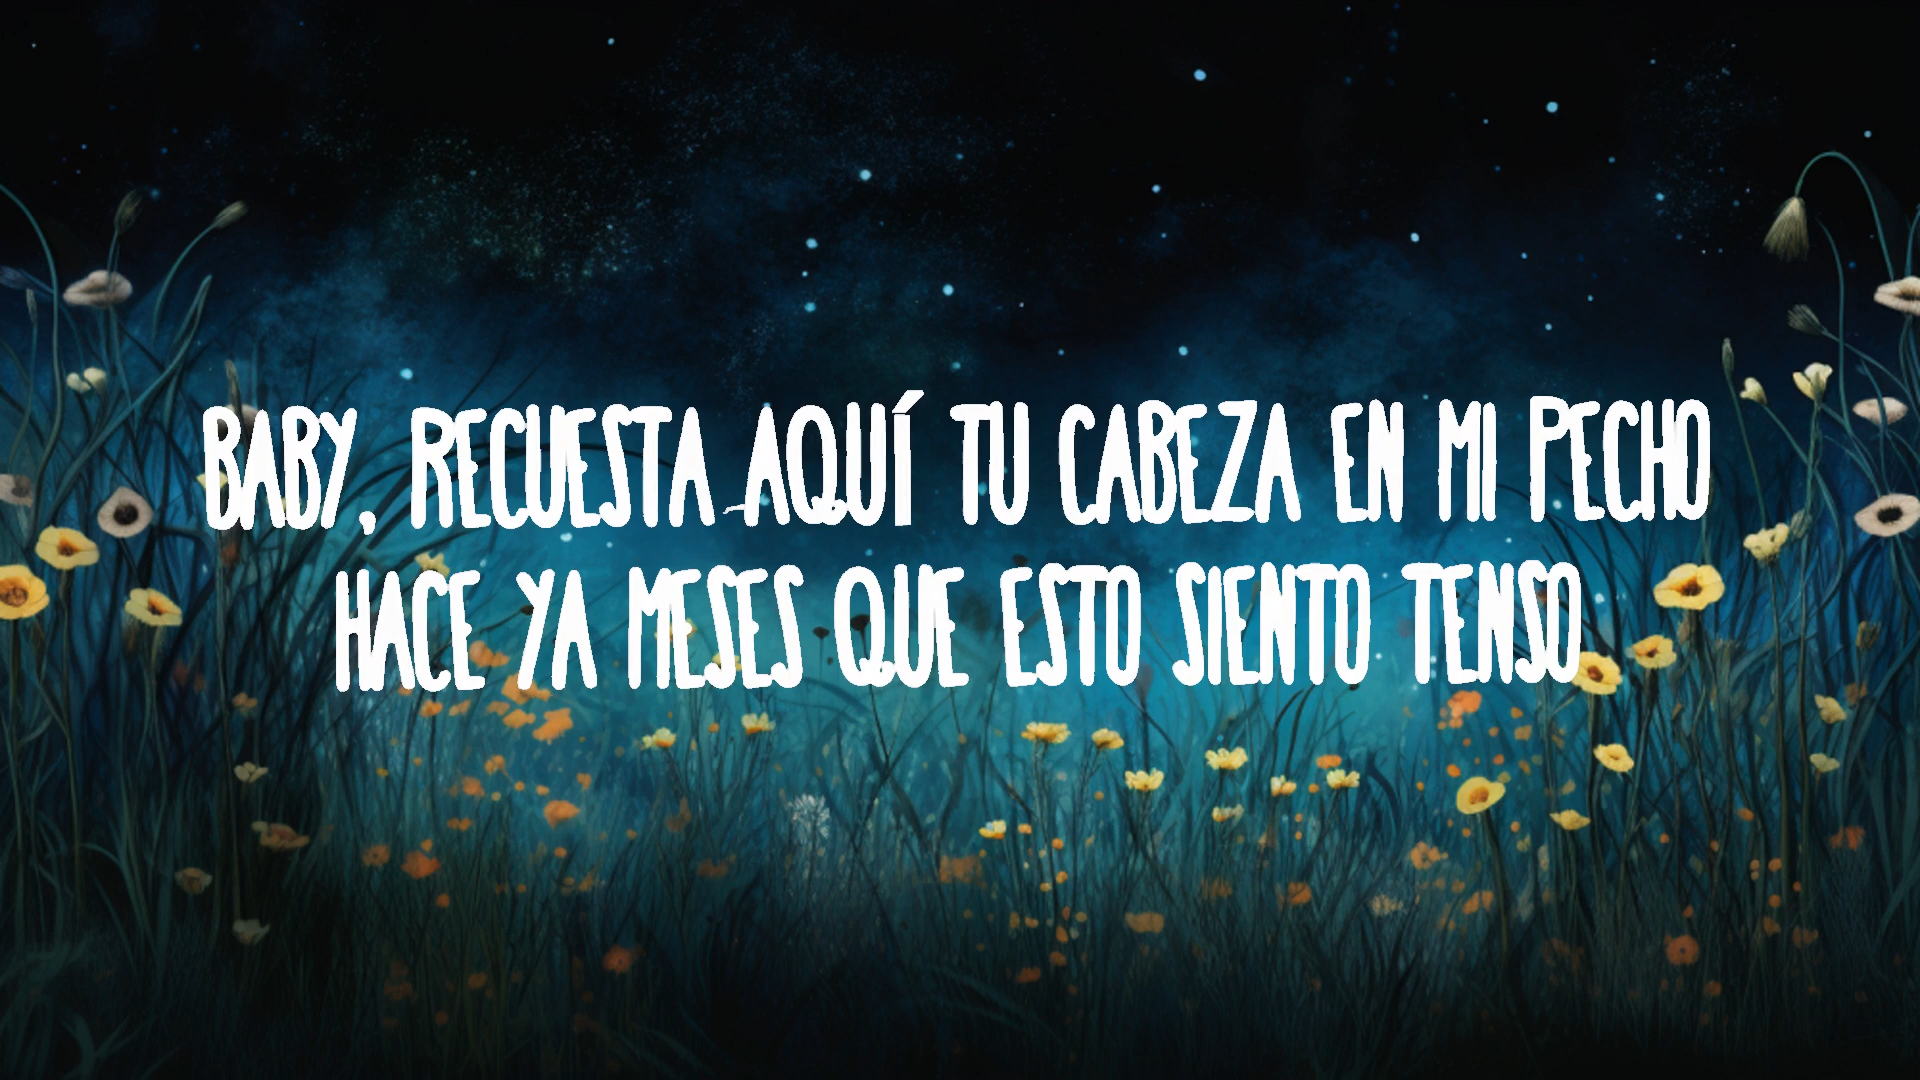 BABY, RECUESTA AQUÍ TU CABEZA EN MI PECHO
HACE YA MESES QUE ESTO SIENTO TENSO